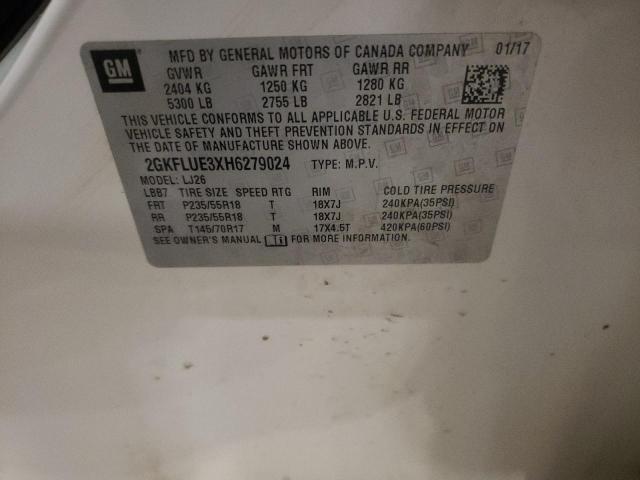 GM
MFD BY GENERAL MOTORS OF CANADA COMPANY 01/17
GVWR GAWR FRT GAWR RR
2404 KG 1250 KG 1280 KG
5300 LB 2755 LB 2821 LB
THIS VEHICLE CONFORMS TO ALL APPLICABLE U.S. FEDERAL MOTOR
VEHICLE SAFETY AND THEFT PREVENTION STANDARDS IN EFFECT ON
THE DATE OF MANUFACTURE SHOWN ABOVE.
2GKFLUE3XH6279024 TYPE: M.P.V.
MODEL: LJ26
LBB7 TIRE SIZE SPEED RTG RIM COLD TIRE PRESSURE
FRT P235/55R18 T 18X7J 240KPA(35PSI)
RR P235/55R18 T 18X7J 240KPA(35PSI)
SPA T145/70R17 M 17X4.5T 420KPA(60PSI)
SEE OWNER'S MANUAL FOR MORE INFORMATION.